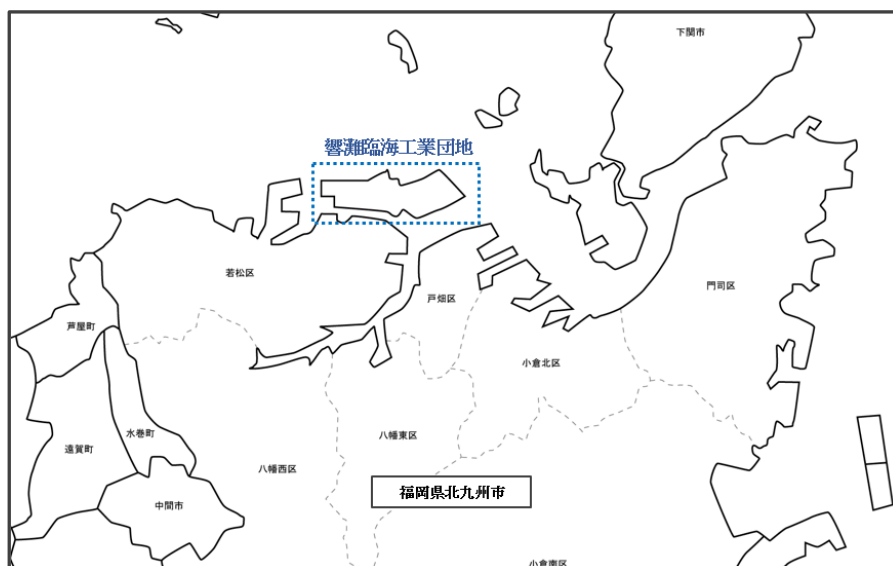 下関市
響灘臨海工業団地
若松区
門司区
戸畑区
芦屋町
小倉北区
水巻町
八幡東区
遠賀町
八幡西区
福岡県北九州市
中間市
小倉南区